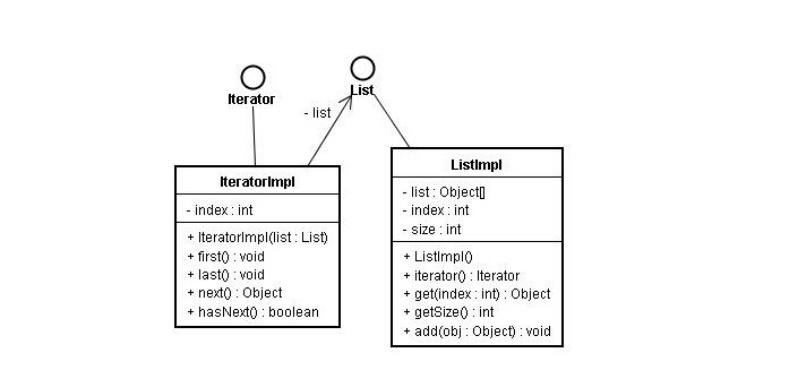 Iterator
List
- list
IteratorImpl
- index : int
+ IteratorImpl(list : List)
+ first() : void
+ last() : void
+ next() : Object
+ hasNext() : boolean
ListImpl
- list : Object[]
- index : int
- size : int
+ ListImpl()
+ iterator() : Iterator
+ get(index : int) : Object
+ getSize() : int
+ add(obj : Object) : void